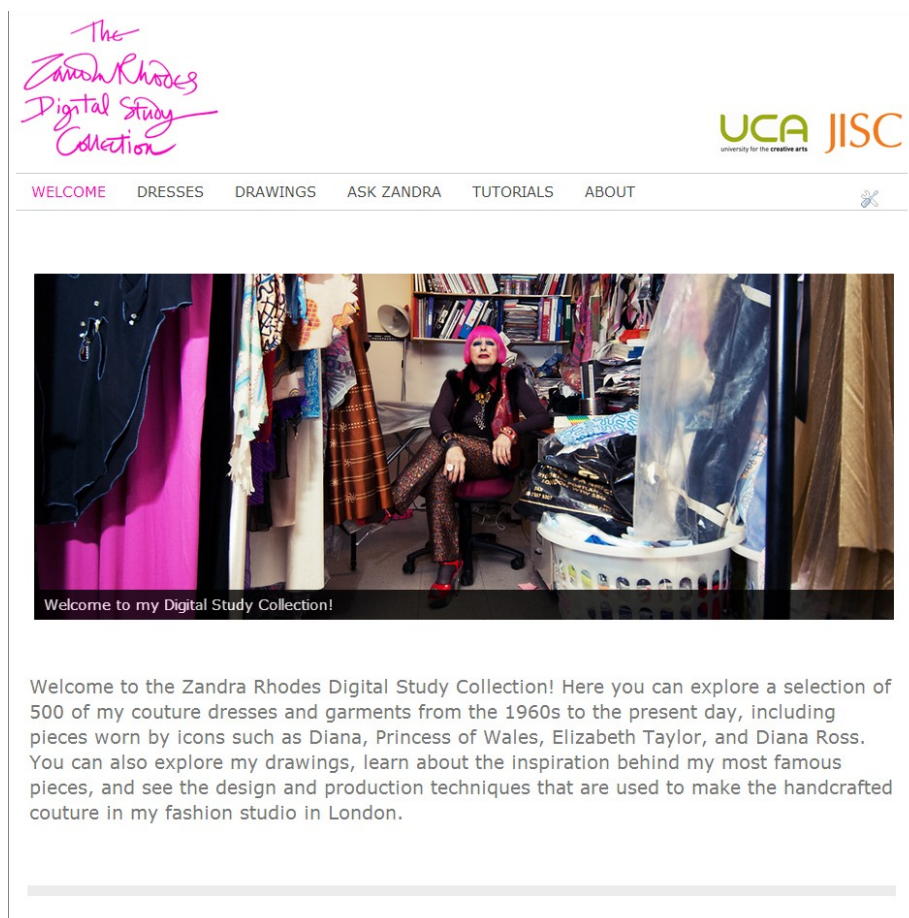 The
Zandra Rhodes
Digital Study
Collection
UCA JISC
university for the creative arts
WELCOME DRESSES DRAWINGS ASK ZANDRA TUTORIALS ABOUT
Welcome to my Digital Study Collection!
Welcome to the Zandra Rhodes Digital Study Collection! Here you can explore a selection of
500 of my couture dresses and garments from the 1960s to the present day, including
pieces worn by icons such as Diana, Princess of Wales, Elizabeth Taylor, and Diana Ross.
You can also explore my drawings, learn about the inspiration behind my most famous
pieces, and see the design and production techniques that are used to make the handcrafted
couture in my fashion studio in London.